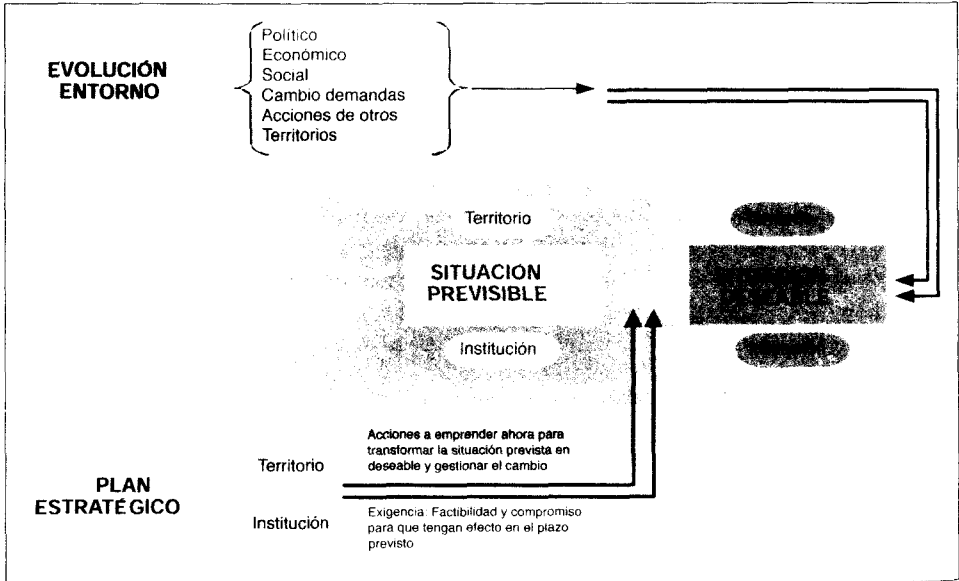 EVOLUCIÓN
ENTORNO
Político
Económico
Social
Cambio demandas
Acciones de otros
Territorios
Territorio
SITUACIÓN
PREVISIBLE
DESEABLE
Institución
Acciones a emprender ahora para
transformar la situación prevista en
deseable y gestionar el cambio
Territorio
PLAN
ESTRATÉGICO
Institución
Exigencia: Factibilidad y compromiso
para que tengan efecto en el plazo
previsto